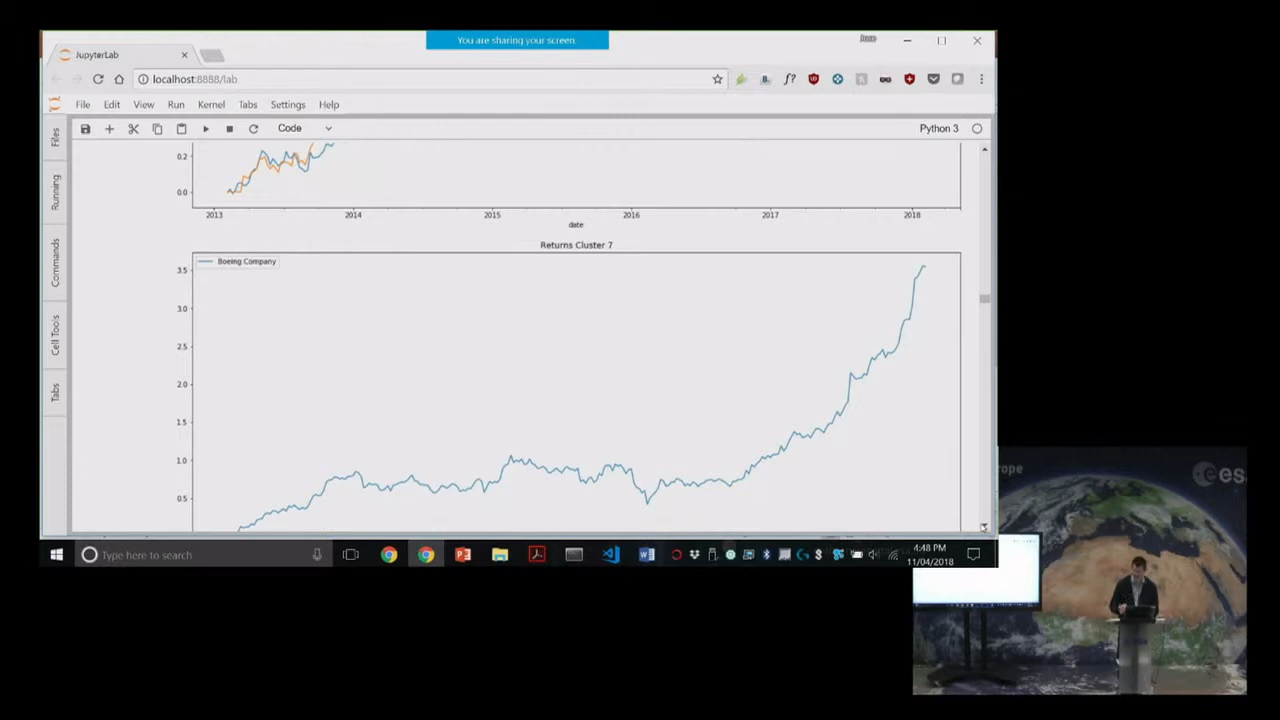 You are sharing your screen.
JupyterLab
localhost:8888/lab
File Edit View Run Kernel Tabs Settings Help
Code
Python 3
Files
Running
Commands
Cell Tools
Tabs
0.2
0.0
2013 2014 2015 2016 2017 2018
date
Returns Cluster 7
Boeing Company
3.5
3.0
2.5
2.0
1.5
1.0
0.5
Type here to search
4:48 PM
11/04/2018
rope
es